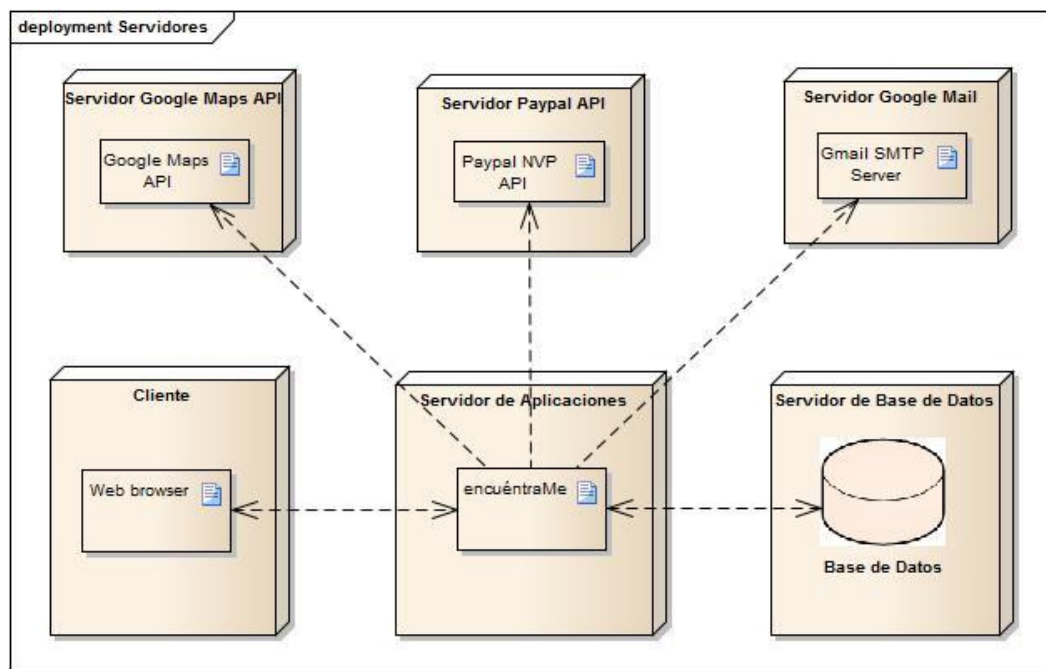 deployment Servidores
Servidor Google Maps API
Google Maps
API
Servidor Paypal API
Paypal NVP
API
Servidor Google Mail
Gmail SMTP
Server
Cliente
Web browser
Servidor de Aplicaciones
encuéntraMe
Servidor de Base de Datos
Base de Datos